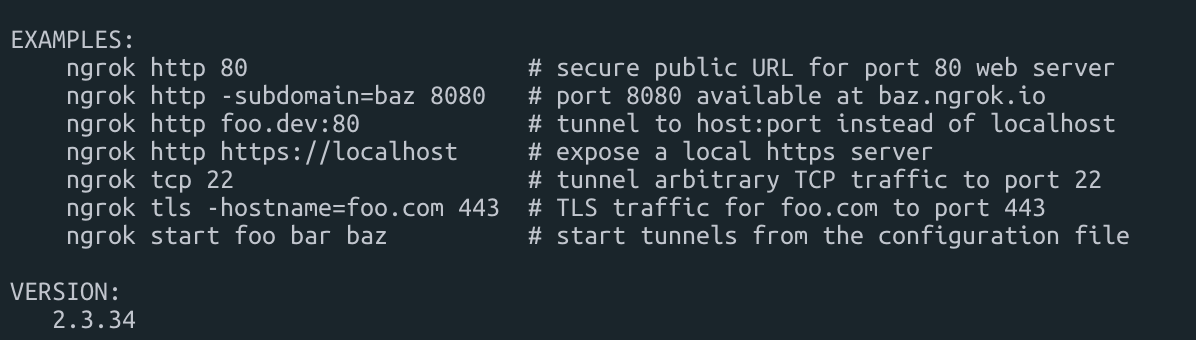 EXAMPLES:
    ngrok http 80                    # secure public URL for port 80 web server
    ngrok http -subdomain=baz 8080   # port 8080 available at baz.ngrok.io
    ngrok http foo.dev:80            # tunnel to host:port instead of localhost
    ngrok http https://localhost     # expose a local https server
    ngrok tcp 22                     # tunnel arbitrary TCP traffic to port 22
    ngrok tls -hostname=foo.com 443  # TLS traffic for foo.com to port 443
    ngrok start foo bar baz          # start tunnels from the configuration file

VERSION:
   2.3.34